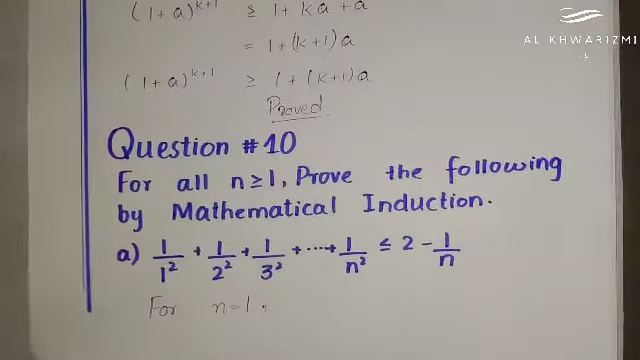 (1+a)^{k+1} ≥ 1 + ka + a
= 1 + (k+1)a
(1+a)^{k+1} ≥ 1 + (k+1)a
Proved
Question #10
For all n ≥ 1, Prove the following
by Mathematical Induction.
a) 1/1² + 1/2² + 1/3² + ---- + 1/n² ≤ 2 - 1/n
For n=1,
AL KHWARIZMI